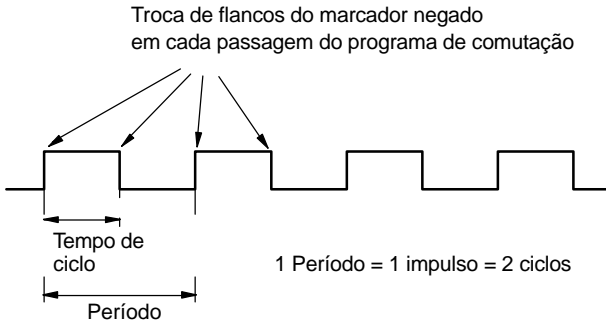 Troca de flancos do marcador negado
em cada passagem do programa de comutação
Tempo de
ciclo
1 Período = 1 impulso = 2 ciclos
Período